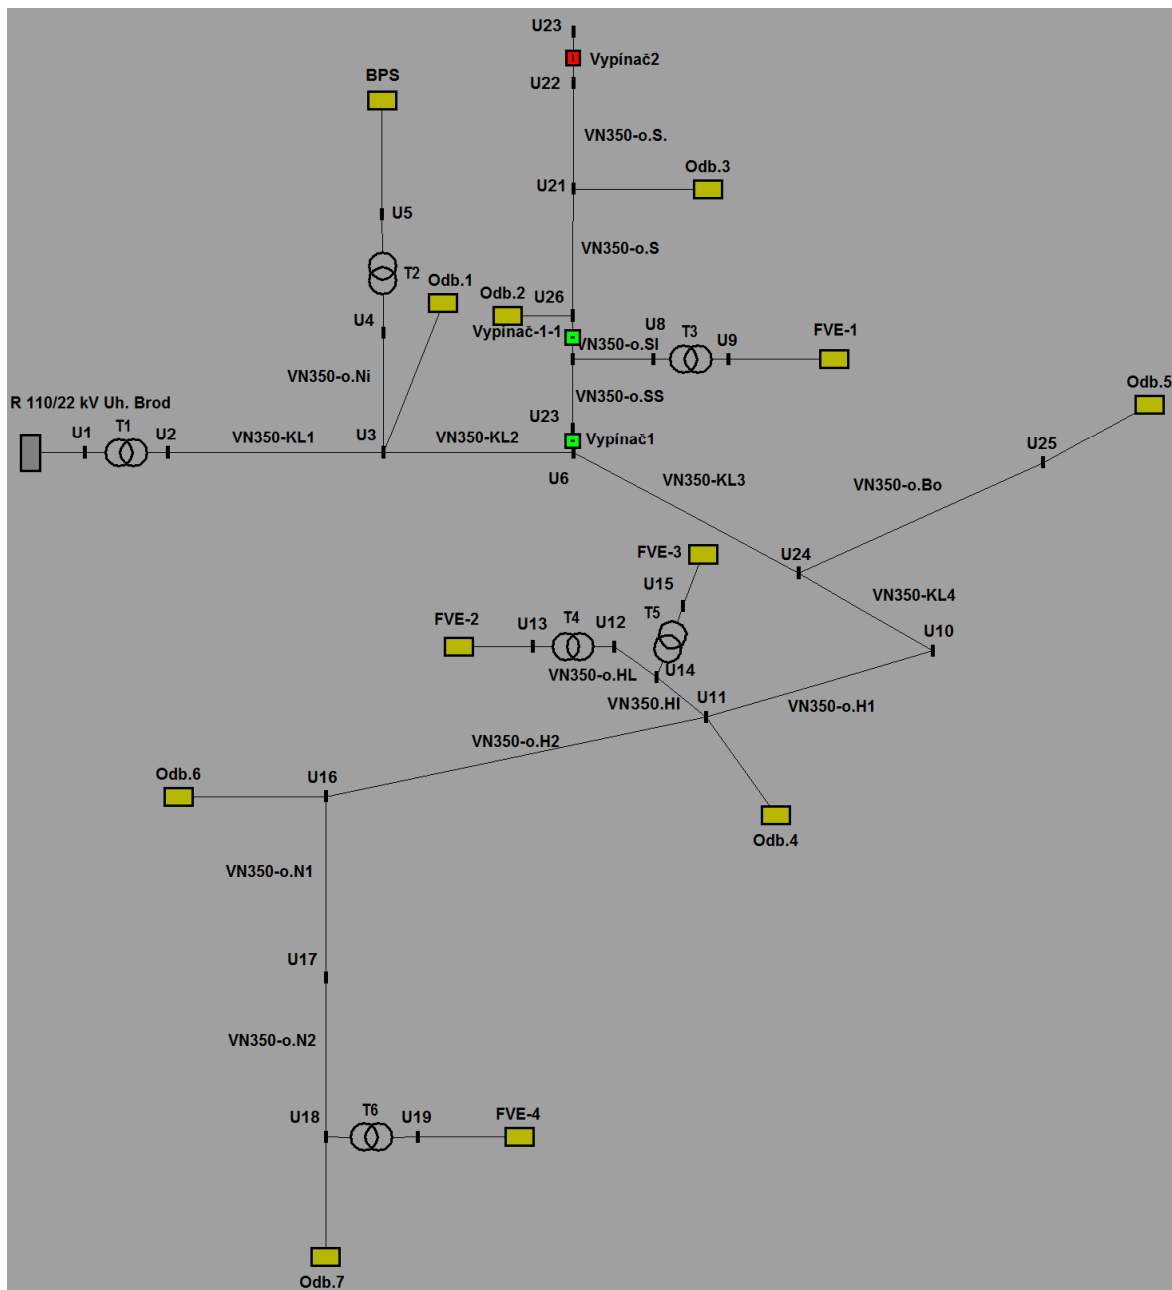 U23
Vypínač2
BPS
U22
VN350-o.S.
Odb.3
U21
U5
VN350-o.S
T2
Odb.1
Odb.2
U26
U4
Vypínač-1-1
U8
T3
U9
FVE-1
VN350-o.Sl
VN350-o.Ni
Odb.5
VN350-o.SS
R 110/22 kV Uh. Brod
U23
T1
U1
U2
VN350-KL1
U3
VN350-KL2
Vypínač1
U25
U6
VN350-KL3
VN350-o.Bo
FVE-3
U24
U15
VN350-KL4
T5
FVE-2
U13
T4
U12
U10
U14
VN350-o.HL
VN350.Hl
U11
VN350-o.H1
VN350-o.H2
Odb.6
U16
Odb.4
VN350-o.N1
U17
VN350-o.N2
U18
T6
U19
FVE-4
Odb.7